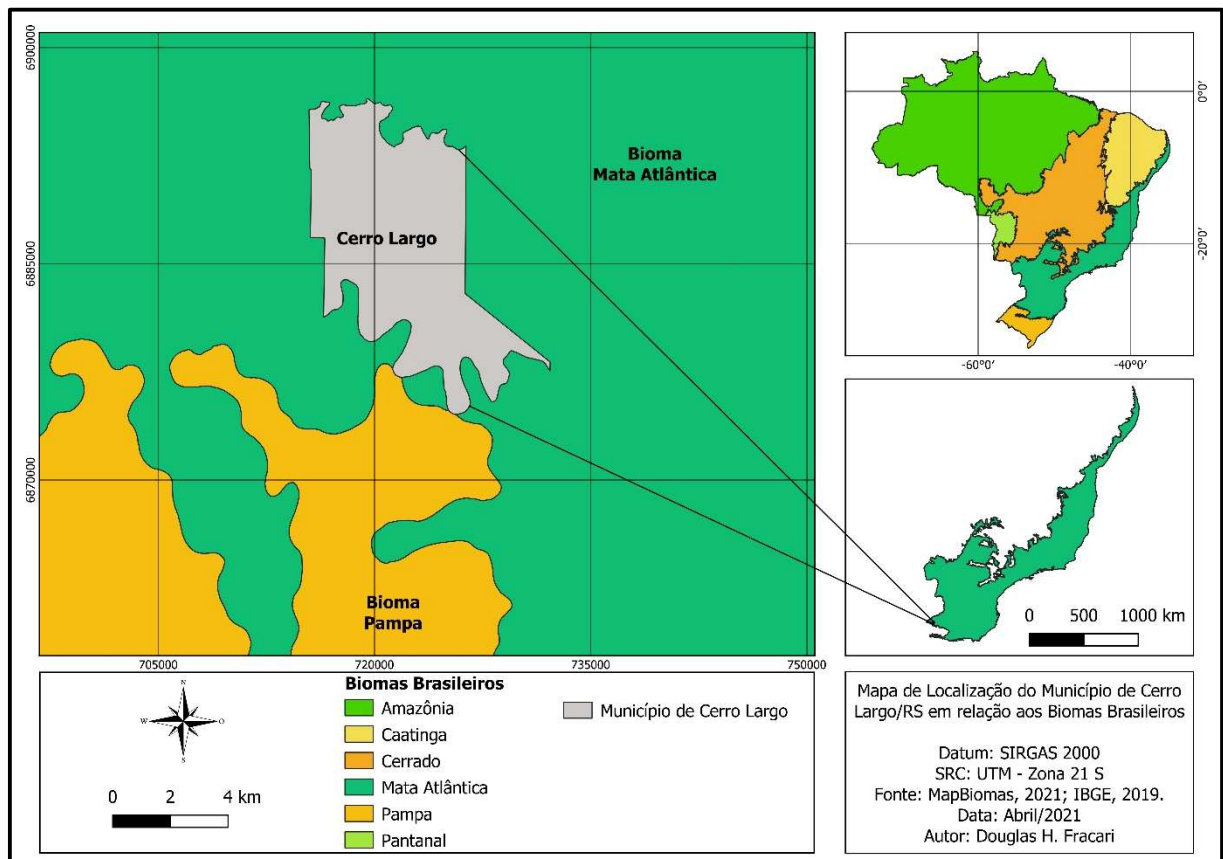 6900000
6885000
6870000
705000
720000
735000
750000
Bioma
Mata Atlântica
Cerro Largo
Bioma
Pampa
0°0'
-20°0'
-60°0'
-40°0'
0 500 1000 km
N
W O
S
0 2 4 km
Biomas Brasileiros
Amazônia
Caatinga
Cerrado
Mata Atlântica
Pampa
Pantanal
Município de Cerro Largo
Mapa de Localização do Município de Cerro
Largo/RS em relação aos Biomas Brasileiros
Datum: SIRGAS 2000
SRC: UTM - Zona 21 S
Fonte: MapBiomas, 2021; IBGE, 2019.
Data: Abril/2021
Autor: Douglas H. Fracari